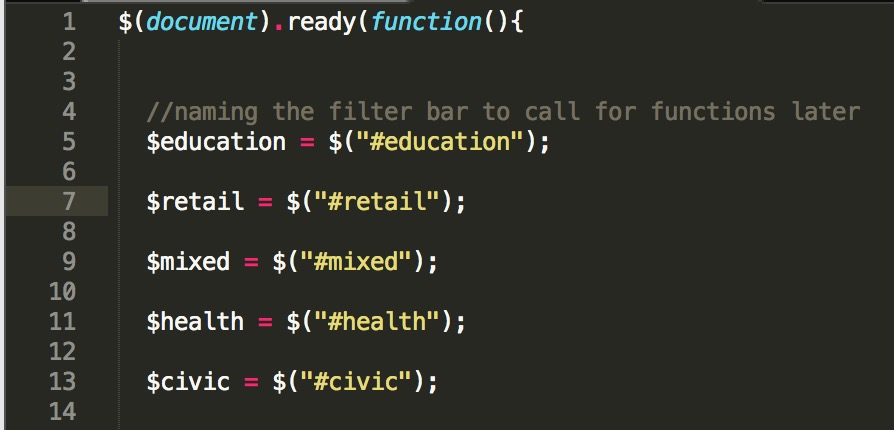 1 $(document).ready(function(){
2
3
4 //naming the filter bar to call for functions later
5 $education = $("#education");
6
7 $retail = $("#retail");
8
9 $mixed = $("#mixed");
10
11 $health = $("#health");
12
13 $civic = $("#civic");
14